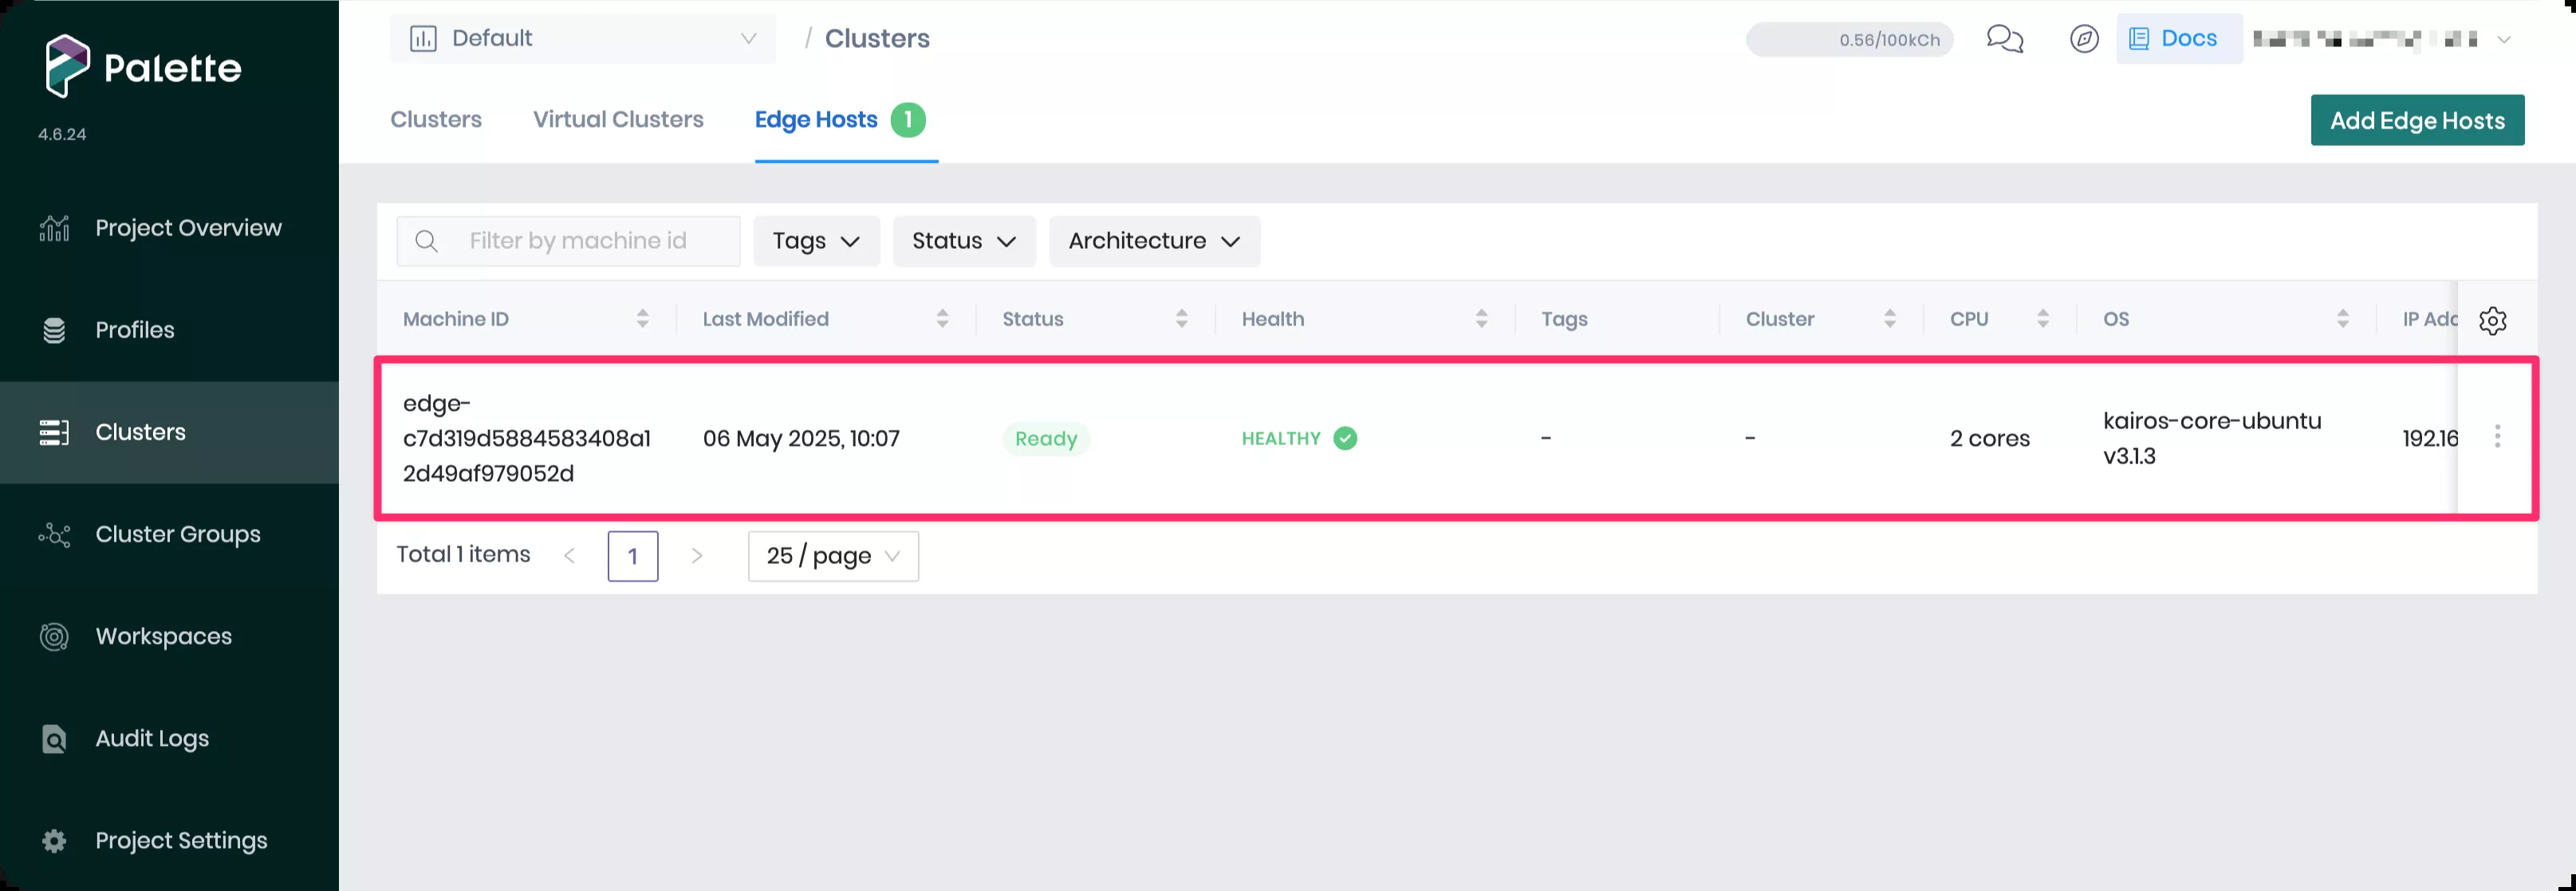 Palette
4.6.24
Project Overview
Profiles
Clusters
Cluster Groups
Workspaces
Audit Logs
Project Settings
Default / Clusters
0.56/100kCh
Docs
Clusters Virtual Clusters Edge Hosts 1
Add Edge Hosts
Filter by machine id Tags Status Architecture
Machine ID Last Modified Status Health Tags Cluster CPU OS IP Add
edge-
c7d319d5884583408a1
2d49af979052d
06 May 2025, 10:07
Ready
HEALTHY
-
-
2 cores
kairos-core-ubuntu
v3.1.3
192.16
Total 1 items < 1 > 25 / page